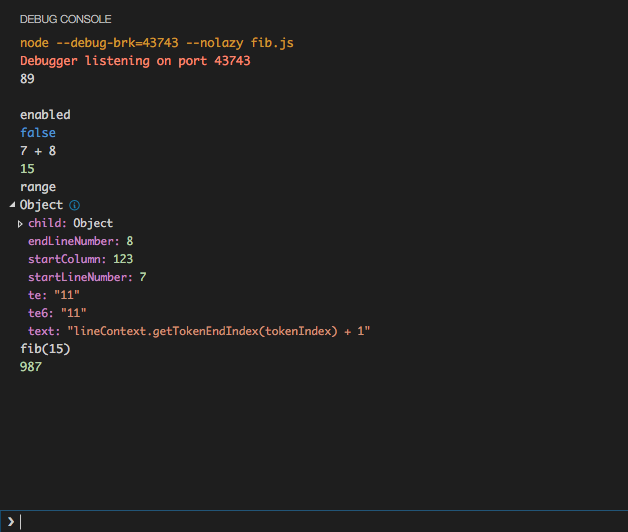 DEBUG CONSOLE
node --debug-brk=43743 --nolazy fib.js
Debugger listening on port 43743
89
enabled
false
7 + 8
15
range
Object
child: Object
endLineNumber: 8
startColumn: 123
startLineNumber: 7
te: "11"
te6: "11"
text: "lineContext.getTokenEndIndex(tokenIndex) + 1"
fib(15)
987